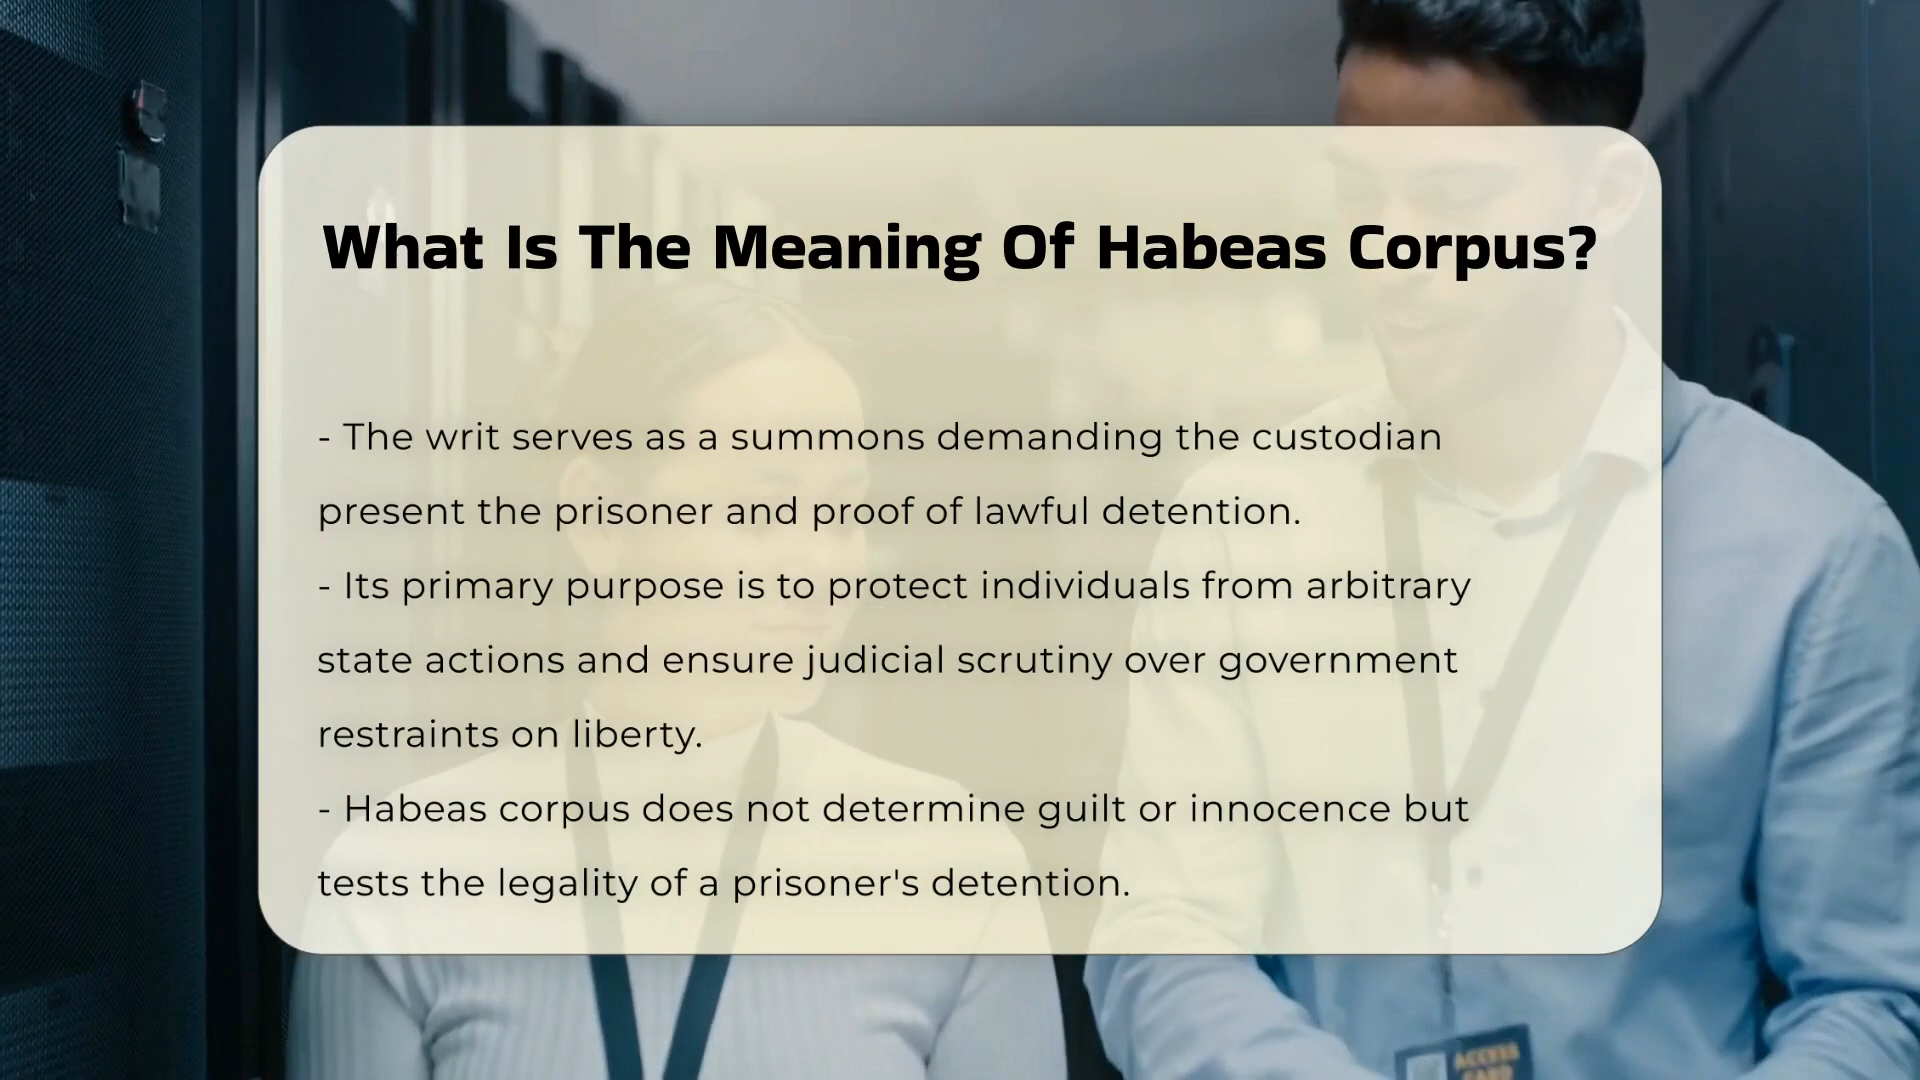 What Is The Meaning Of Habeas Corpus?
- The writ serves as a summons demanding the custodian
present the prisoner and proof of lawful detention.
- Its primary purpose is to protect individuals from arbitrary
state actions and ensure judicial scrutiny over government
restraints on liberty.
- Habeas corpus does not determine guilt or innocence but
tests the legality of a prisoner's detention.
ACCESS
CARD